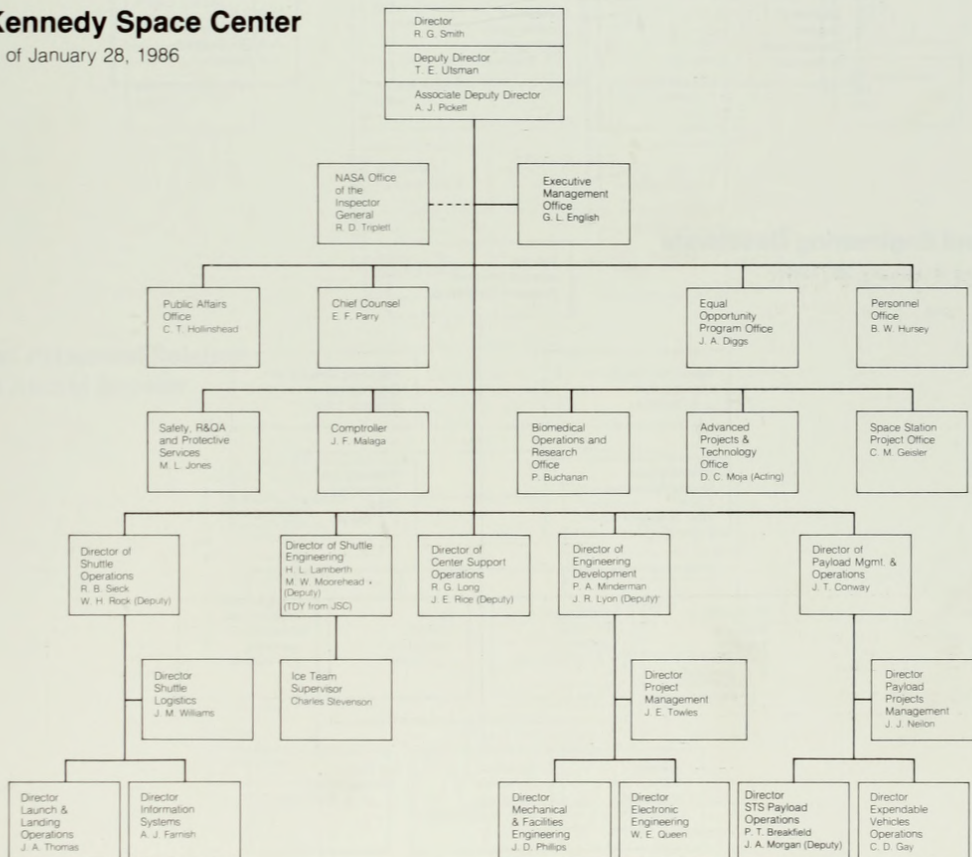 Kennedy Space Center
of January 28, 1986
Director
R. G. Smith
Deputy Director
T. E. Utsman
Associate Deputy Director
A. J. Pickett
NASA Office
of the
Inspector
General
R. D. Triplett
Executive
Management
Office
G. L. English
Public Affairs
Office
C. T. Hollinshead
Chief Counsel
E. F. Parry
Equal
Opportunity
Program Office
J. A. Diggs
Personnel
Office
B. W. Hursey
Safety, R&QA
and Protective
Services
M. L. Jones
Comptroller
J. F. Malaga
Biomedical
Operations and
Research
Office
P. Buchanan
Advanced
Projects &
Technology
Office
D. C. Moja (Acting)
Space Station
Project Office
C. M. Geisler
Director of
Shuttle
Operations
R. B. Sieck
W. H. Rock (Deputy)
Director of Shuttle
Engineering
H. L. Lamberth
M. W. Moorehead •
(Deputy)
(TDY from JSC)
Director of
Center Support
Operations
R. G. Long
J. E. Rice (Deputy)
Director of
Engineering
Development
P. A. Minderman
J. R. Lyon (Deputy)
Director of
Payload Mgmt. &
Operations
J. T. Conway
Director
Shuttle
Logistics
J. M. Williams
Ice Team
Supervisor
Charles Stevenson
Director
Project
Management
J. E. Towles
Director
Payload
Projects
Management
J. J. Neilon
Director
Launch &
Landing
Operations
J. A. Thomas
Director
Information
Systems
A. J. Farnish
Director
Mechanical
& Facilities
Engineering
J. D. Phillips
Director
Electronic
Engineering
W. E. Queen
Director
STS Payload
Operations
P. T. Breakfield
J. A. Morgan (Deputy)
Director
Expendable
Vehicles
Operations
C. D. Gay